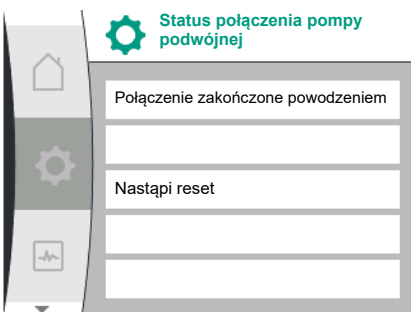 Status połączenia pompy
podwójnej
Połączenie zakończone powodzeniem
Nastąpi reset